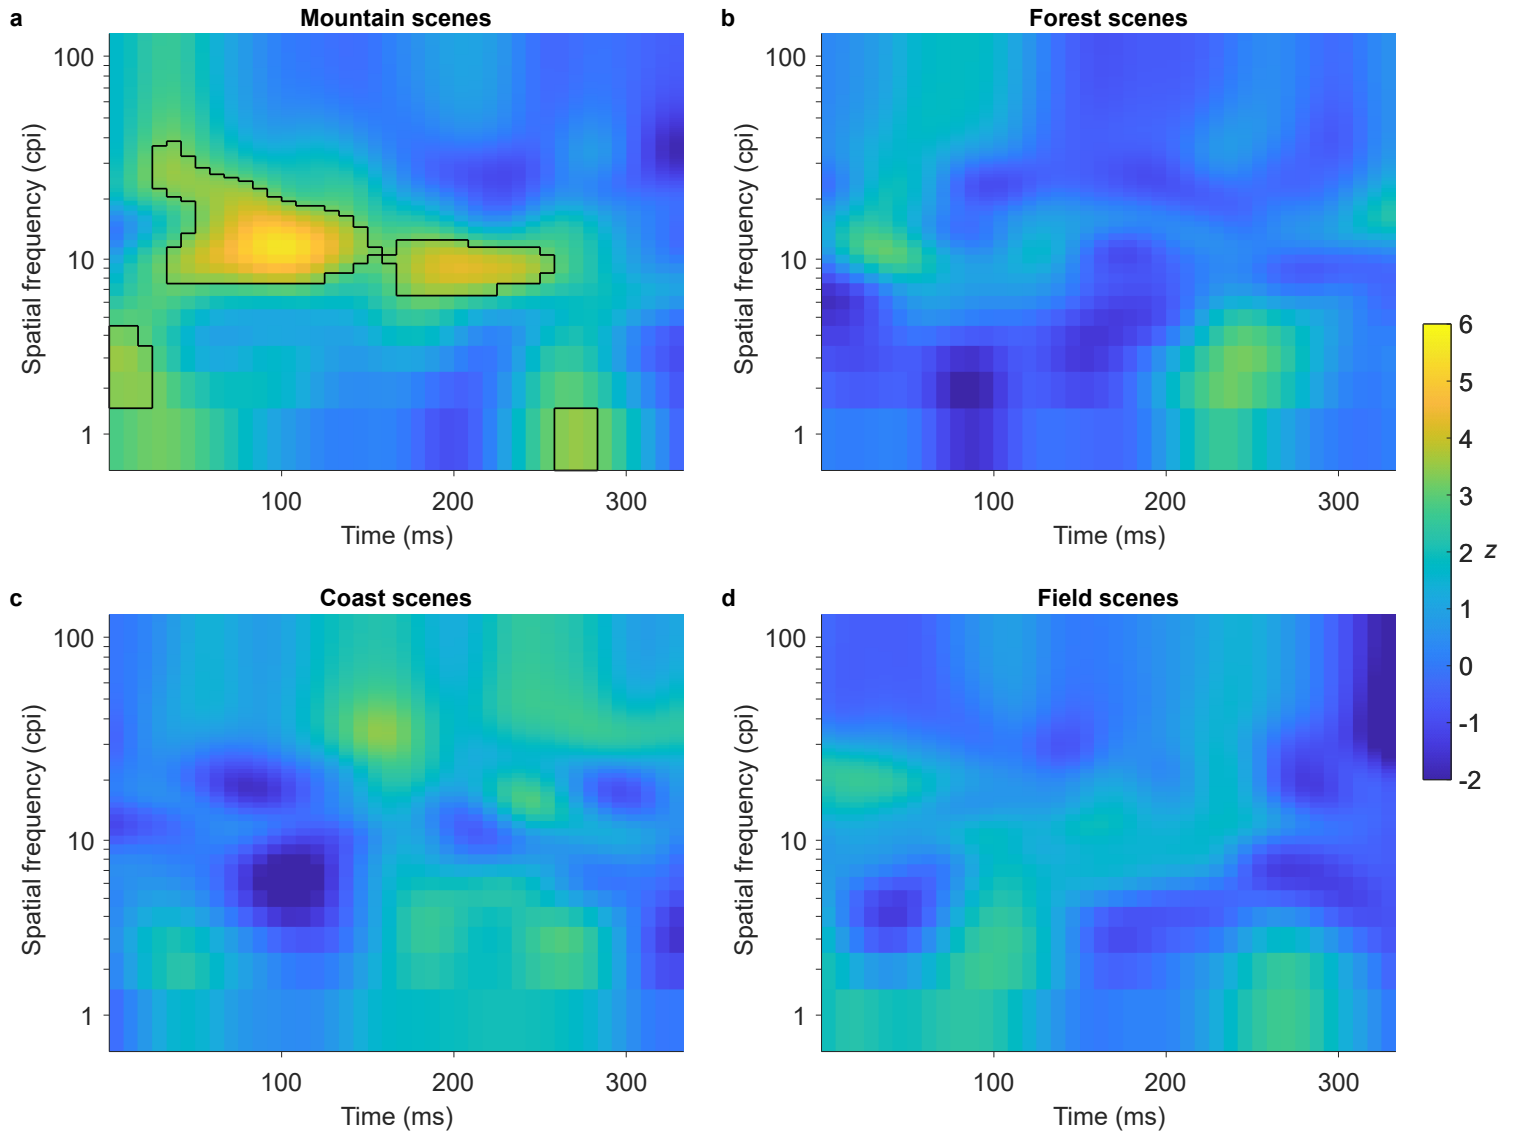 a Mountain scenes
100
10
1
Spatial frequency (cpi)
100 200 300
Time (ms)
b Forest scenes
100
10
1
Spatial frequency (cpi)
100 200 300
Time (ms)
6
5
4
3
2 z
1
0
-1
-2
c Coast scenes
100
10
1
Spatial frequency (cpi)
100 200 300
Time (ms)
d Field scenes
100
10
1
Spatial frequency (cpi)
100 200 300
Time (ms)